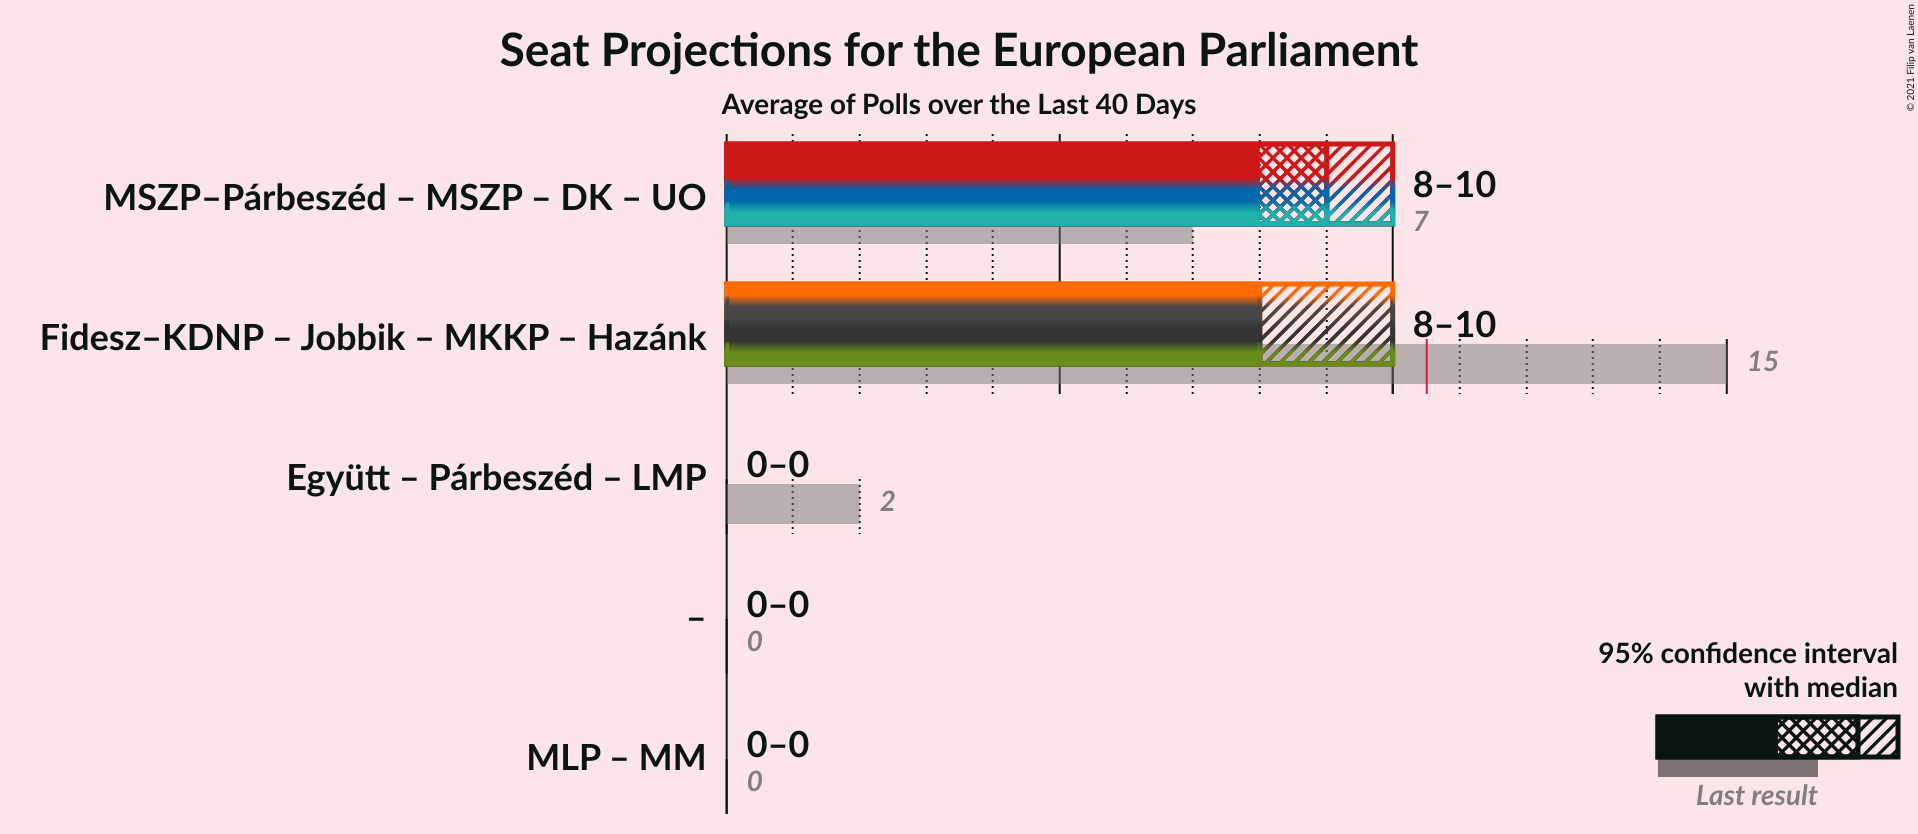 Seat Projections for the European Parliament
Average of Polls over the Last 40 Days
© 2021 Filip van Laenen
MSZP–Párbeszéd – MSZP – DK – UO
8–10
7
Fidesz–KDNP – Jobbik – MKKP – Hazánk
8–10
15
Együtt – Párbeszéd – LMP
0–0
2
–
0–0
0
MLP – MM
0–0
0
95% confidence interval
with median
Last result